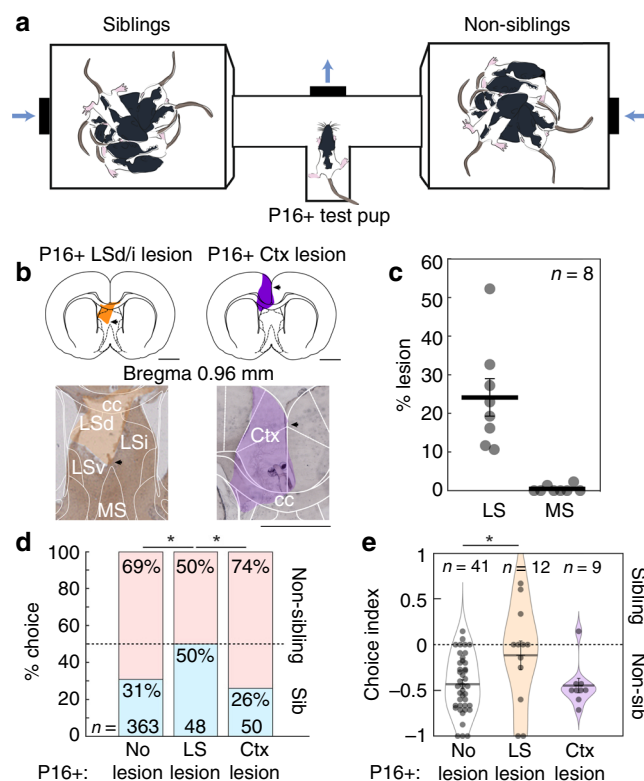 a
Siblings
Non-siblings
P16+ test pup
b
P16+ LSd/i lesion
P16+ Ctx lesion
Bregma 0.96 mm
cc
LSd
LSi
LSv
MS
Ctx
cc
c
n = 8
% lesion
60
50
40
30
20
10
0
LS
MS
d
% choice
100
80
60
40
20
0
* *
69%
50%
74%
50%
31%
26%
n = 363
48
50
Non-sibling
Sib
No lesion
LS lesion
Ctx lesion
P16+:
e
Choice index
1
0.5
0
−0.5
−1
*
n = 41
n = 12
n = 9
Sibling
Non-sib
No lesion
LS lesion
Ctx lesion
P16+: